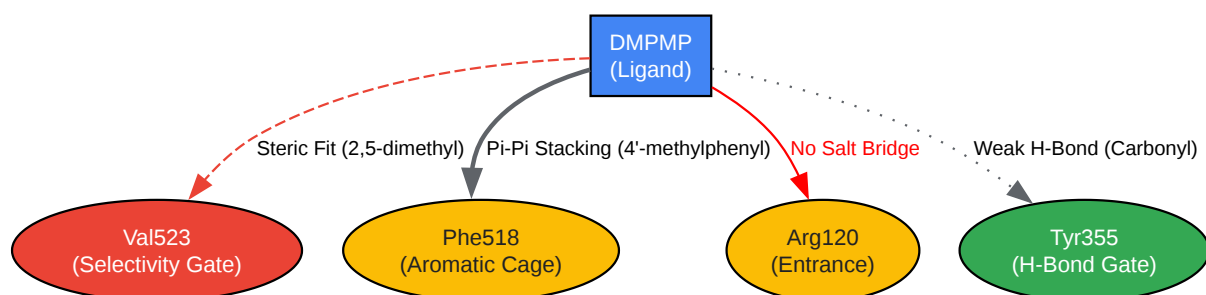 DMPMP
(Ligand)
Steric Fit (2,5-dimethyl)
Pi-Pi Stacking (4'-methylphenyl)
No Salt Bridge
Weak H-Bond (Carbonyl)
Val523
(Selectivity Gate)
Phe518
(Aromatic Cage)
Arg120
(Entrance)
Tyr355
(H-Bond Gate)